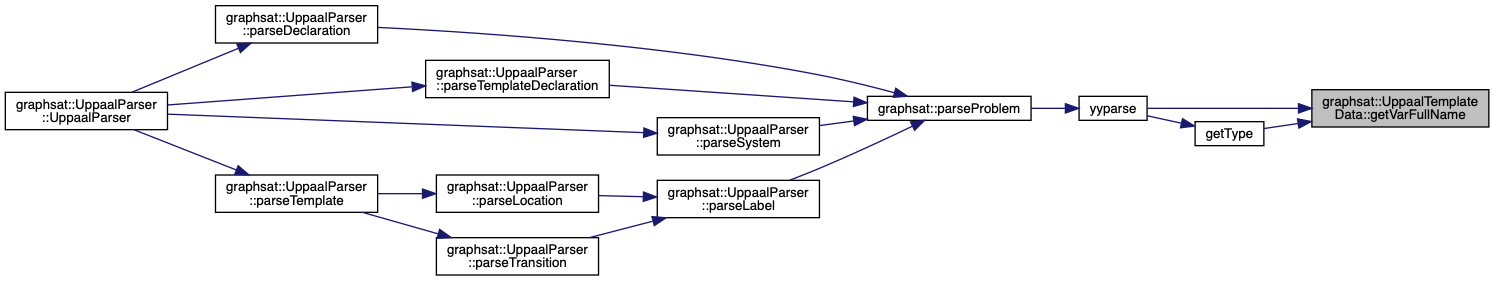 graphsat::UppaalParser
::parseDeclaration
graphsat::UppaalParser
::parseTemplateDeclaration
graphsat::UppaalParser
::UppaalParser
graphsat::parseProblem
yyparse
graphsat::UppaalTemplate
Data::getVarFullName
graphsat::UppaalParser
::parseSystem
getType
graphsat::UppaalParser
::parseTemplate
graphsat::UppaalParser
::parseLocation
graphsat::UppaalParser
::parseLabel
graphsat::UppaalParser
::parseTransition